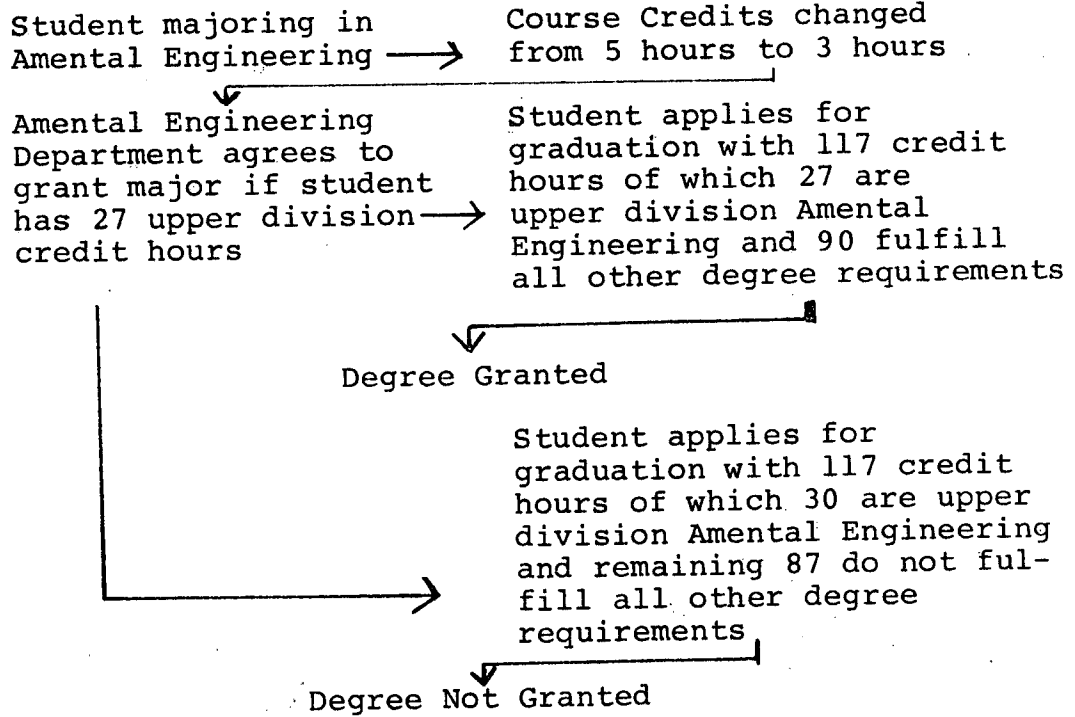 Student majoring in
Amental Engineering
Course Credits changed
from 5 hours to 3 hours
Amental Engineering
Department agrees to
grant major if student
has 27 upper division
credit hours
Student applies for
graduation with 117 credit
hours of which 27 are
upper division Amental
Engineering and 90 fulfill
all other degree requirements
Degree Granted
Student applies for
graduation with 117 credit
hours of which 30 are upper
division Amental Engineering
and remaining 87 do not ful-
fill all other degree
requirements
Degree Not Granted